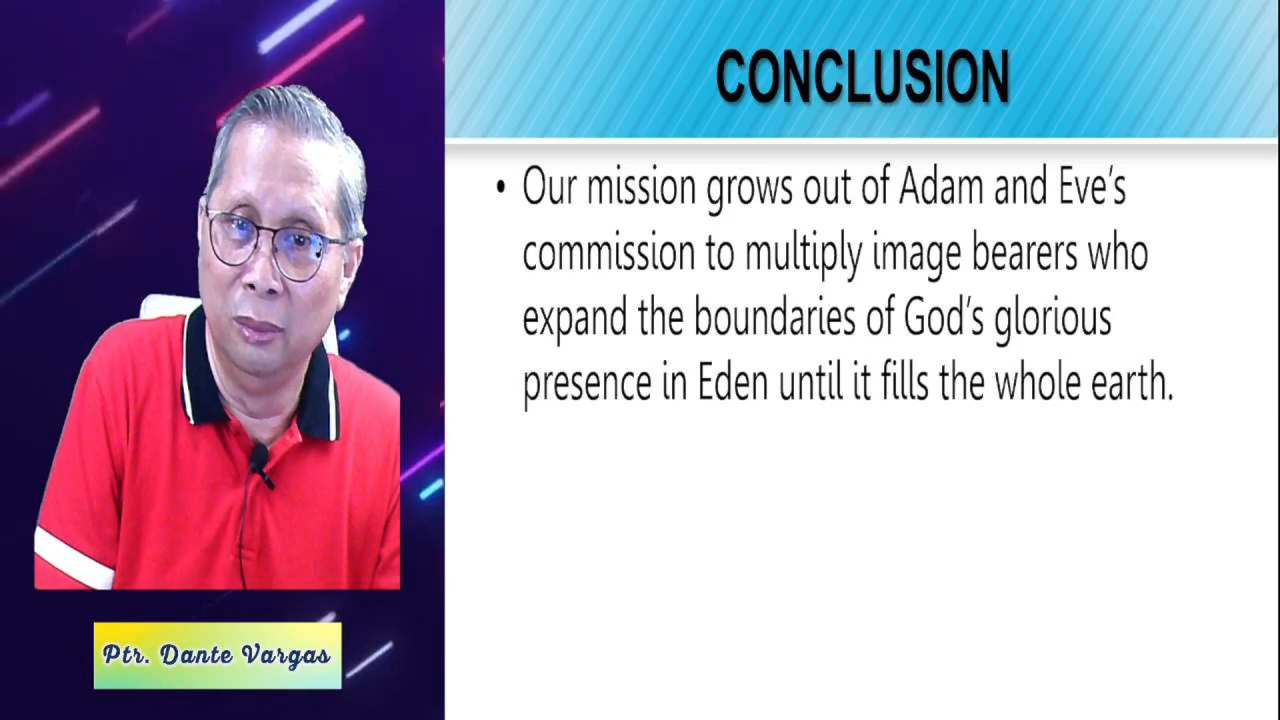 CONCLUSION
• Our mission grows out of Adam and Eve's
commission to multiply image bearers who
expand the boundaries of God's glorious
presence in Eden until it fills the whole earth.
Ptr. Dante Vargas